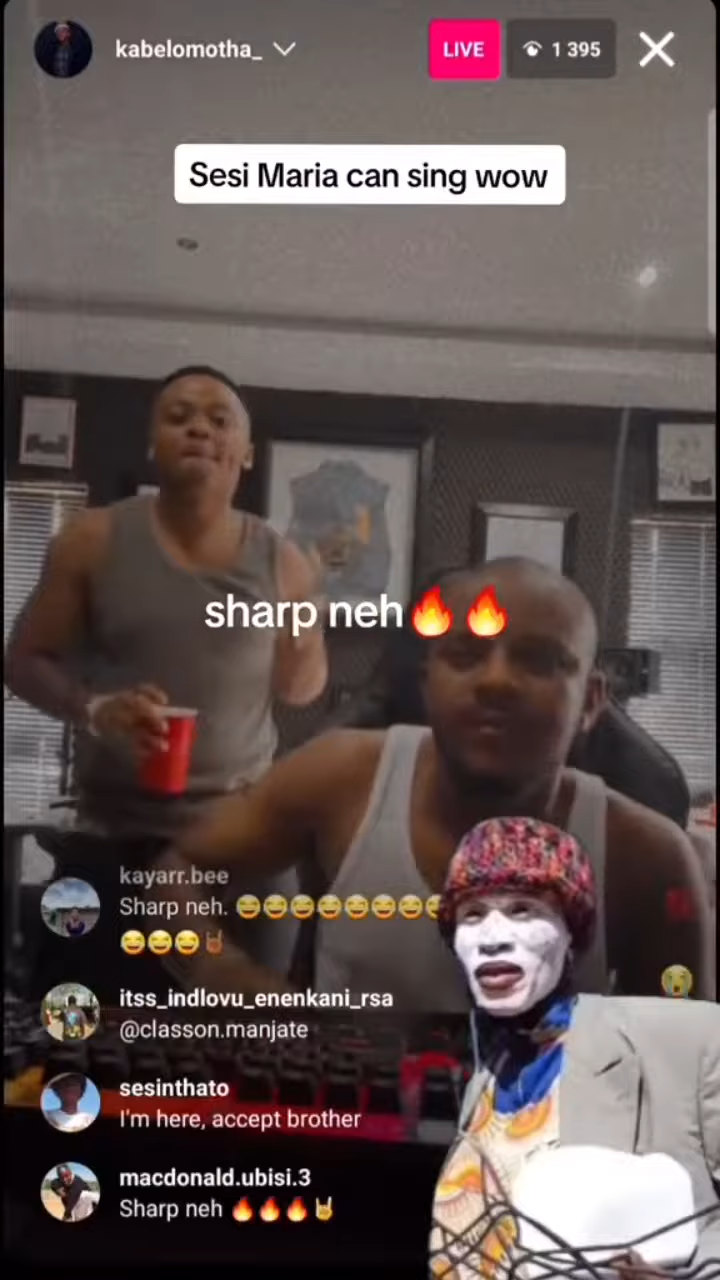 kabelomotha_
LIVE
1 395
Sesi Maria can sing wow
sharp neh🔥🔥
kayarr.bee
Sharp neh. 😂😂😂😂😂😂😂😂
😂😂😂🤘
itss_indlovu_enenkani_rsa
@classon.manjate
sesinthato
I'm here, accept brother
macdonald.ubisi.3
Sharp neh 🔥🔥🔥🤘